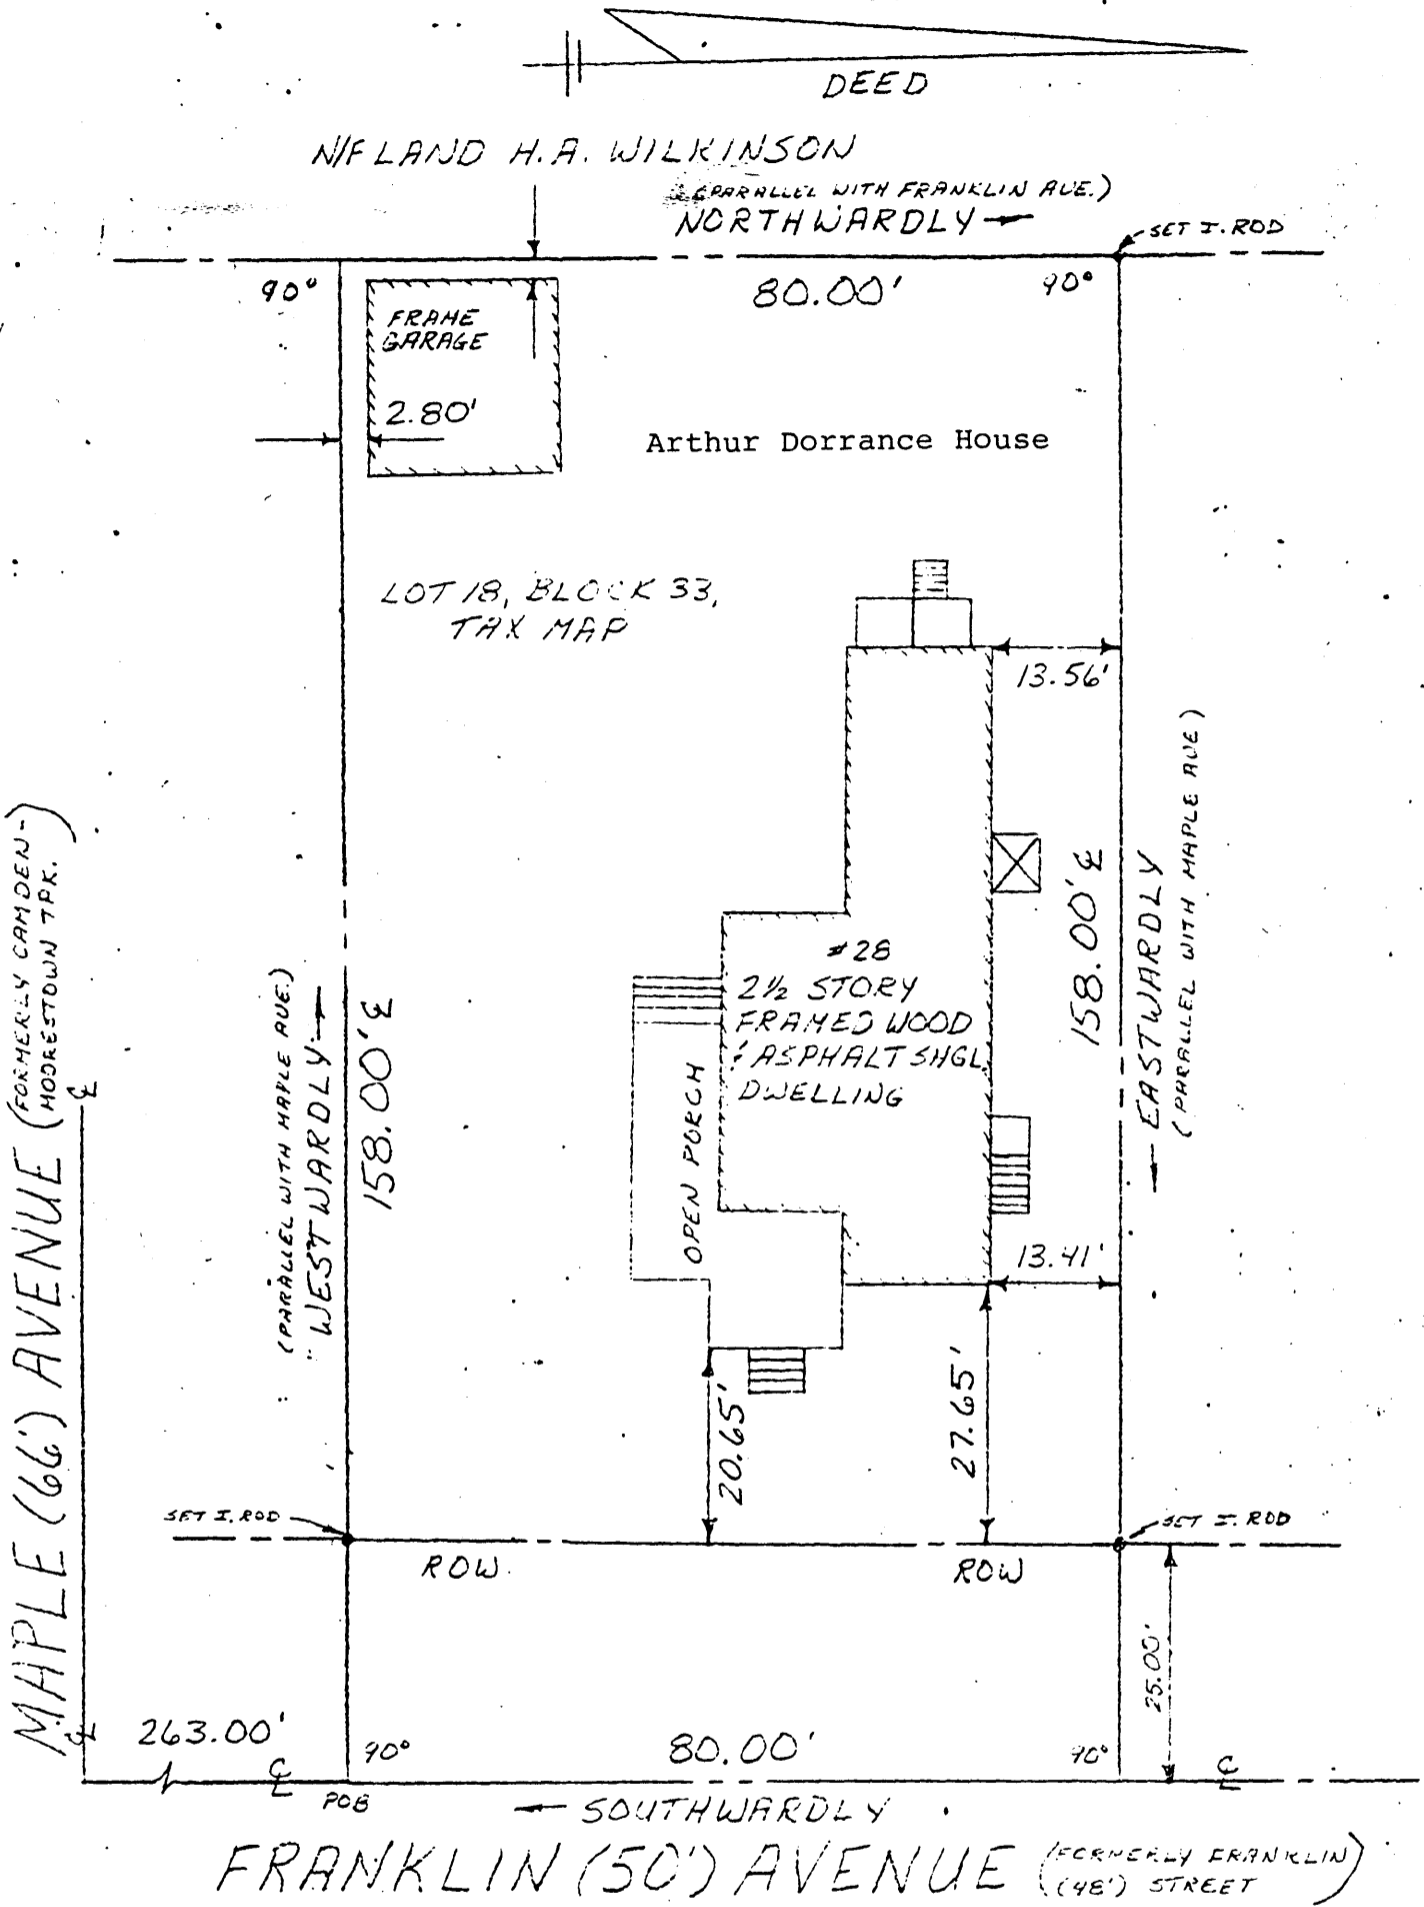 DEED
N/F LAND H.A. WILKINSON
(PARALLEL WITH FRANKLIN AVE.)
NORTHWARDLY
SET I. ROD
90°
80.00'
90°
FRAME
GARAGE
2.80'
Arthur Dorrance House
LOT 18, BLOCK 33,
TAX MAP
13.56'
MAPLE (66') AVENUE
(FORMERLY CAMDEN-
MOORESTOWN TPK.)
℄
℄
(PARALLEL WITH MAPLE AVE.)
WESTWARDLY
158.00' ℄
#28
2½ STORY
FRAMED WOOD
& ASPHALT SHGL.
DWELLING
OPEN PORCH
158.00' ℄
EASTWARDLY
(PARALLEL WITH MAPLE AVE)
13.41'
20.65'
27.65'
SET I. ROD
SET I. ROD
ROW
ROW
25.00'
263.00'
90°
80.00'
90°
℄
℄
POB
SOUTHWARDLY
FRANKLIN (50') AVENUE
(FORMERLY FRANKLIN
(48') STREET)